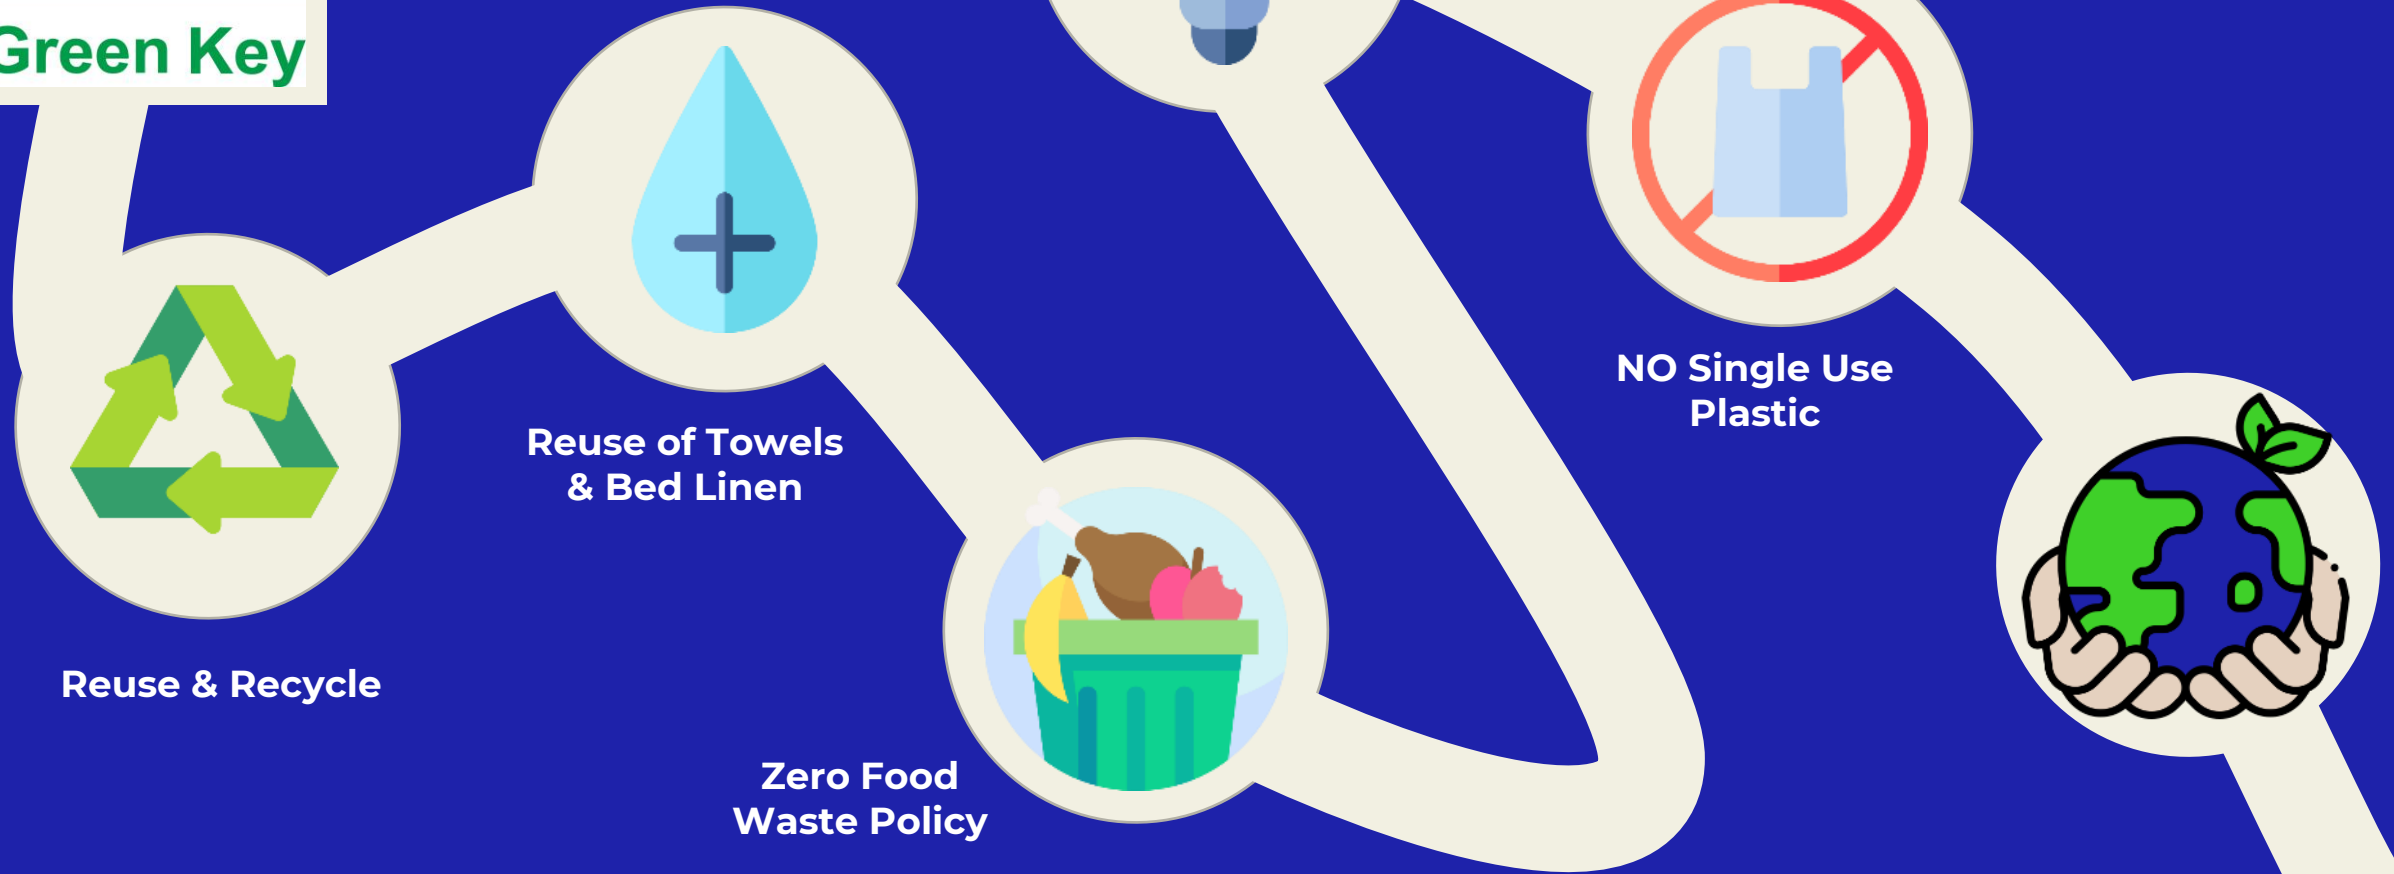 Green Key
Reuse & Recycle
Reuse of Towels
& Bed Linen
Zero Food
Waste Policy
NO Single Use
Plastic